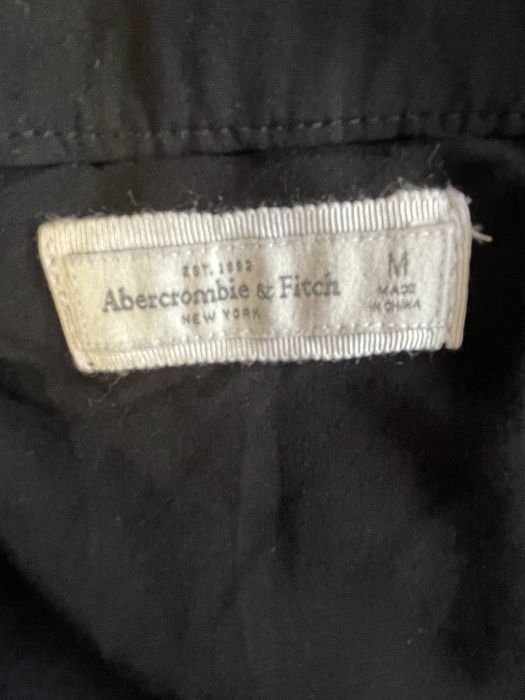 EST. 1892
Abercrombie & Fitch
NEW YORK
M
MADE
IN CHINA